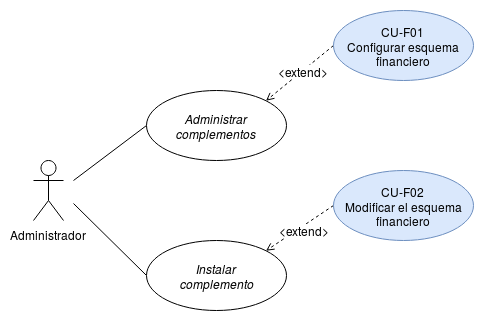 CU-F01
Configurar esquema
financiero
<extend>
Administrar
complementos
CU-F02
Modificar el esquema
financiero
Administrador
<extend>
Instalar
complemento